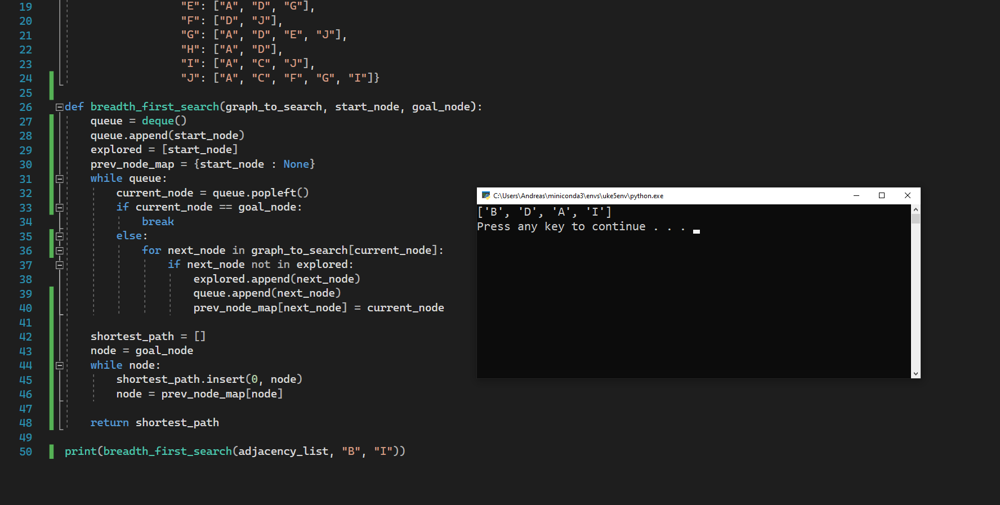 19 "E": ["A", "D", "G"],
20 "F": ["D", "J"],
21 "G": ["A", "D", "E", "J"],
22 "H": ["A", "D"],
23 "I": ["A", "C", "J"],
24 "J": ["A", "C", "F", "G", "I"]}
25
26 def breadth_first_search(graph_to_search, start_node, goal_node):
27 queue = deque()
28 queue.append(start_node)
29 explored = [start_node]
30 prev_node_map = {start_node : None}
31 while queue:
32 current_node = queue.popleft()
33 if current_node == goal_node:
34 break
35 else:
36 for next_node in graph_to_search[current_node]:
37 if next_node not in explored:
38 explored.append(next_node)
39 queue.append(next_node)
40 prev_node_map[next_node] = current_node
41
42 shortest_path = []
43 node = goal_node
44 while node:
45 shortest_path.insert(0, node)
46 node = prev_node_map[node]
47
48 return shortest_path
49
50 print(breadth_first_search(adjacency_list, "B", "I"))
C:\Users\Andreas\miniconda3\envs\uke5env\python.exe
['B', 'D', 'A', 'I']
Press any key to continue . . .